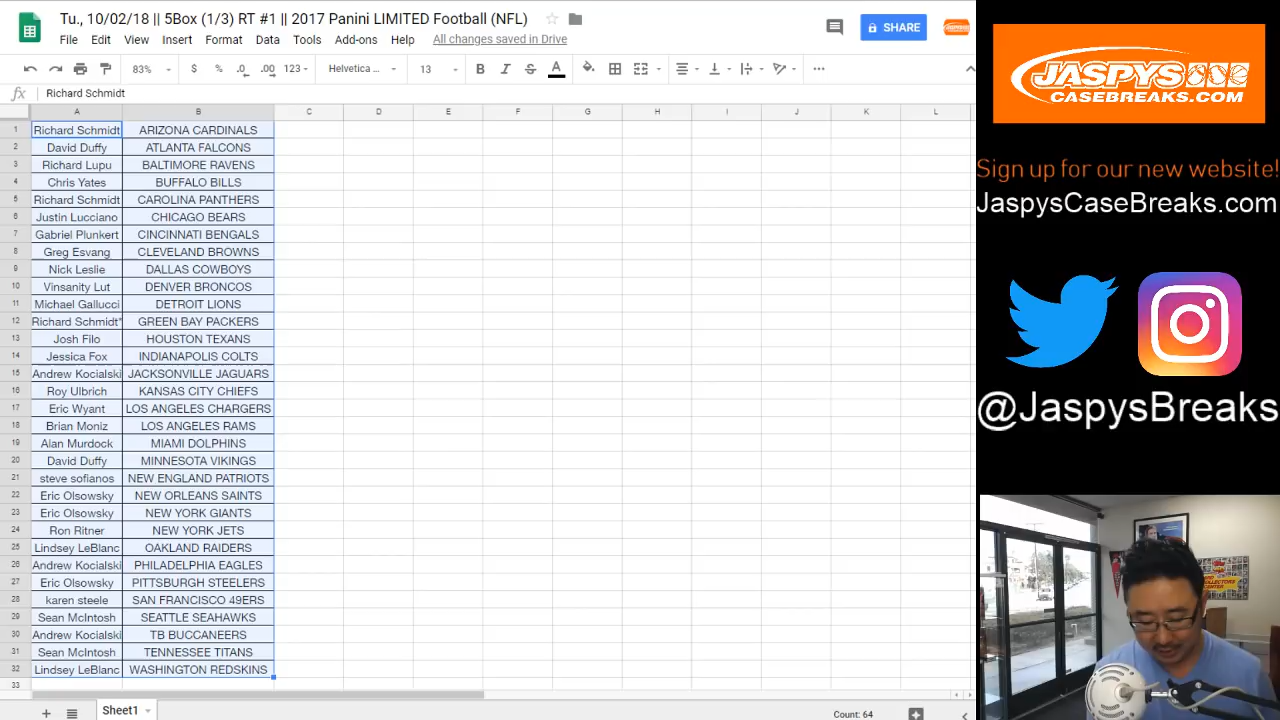 Tu., 10/02/18 || 5Box (1/3) RT #1 || 2017 Panini LIMITED Football (NFL)
File Edit View Insert Format Data Tools Add-ons Help All changes saved in Drive
SHARE
83% $ % .0 .00 123 13 B I S A
fx Richard Schmidt
A B C D E F G H I J K L
1 Richard Schmidt ARIZONA CARDINALS
2 David Duffy ATLANTA FALCONS
3 Richard Lupu BALTIMORE RAVENS
4 Chris Yates BUFFALO BILLS
5 Richard Schmidt CAROLINA PANTHERS
6 Justin Lucciano CHICAGO BEARS
7 Gabriel Plunkert CINCINNATI BENGALS
8 Greg Esvang CLEVELAND BROWNS
9 Nick Leslie DALLAS COWBOYS
10 Vinsanity Lut DENVER BRONCOS
11 Michael Gallucci DETROIT LIONS
12 Richard Schmidt* GREEN BAY PACKERS
13 Josh Filo HOUSTON TEXANS
14 Jessica Fox INDIANAPOLIS COLTS
15 Andrew Kocialski JACKSONVILLE JAGUARS
16 Roy Ulbrich KANSAS CITY CHIEFS
17 Eric Wyant LOS ANGELES CHARGERS
18 Brian Moniz LOS ANGELES RAMS
19 Alan Murdock MIAMI DOLPHINS
20 David Duffy MINNESOTA VIKINGS
21 steve sofianos NEW ENGLAND PATRIOTS
22 Eric Olsowsky NEW ORLEANS SAINTS
23 Eric Olsowsky NEW YORK GIANTS
24 Ron Ritner NEW YORK JETS
25 Lindsey LeBlanc OAKLAND RAIDERS
26 Andrew Kocialski PHILADELPHIA EAGLES
27 Eric Olsowsky PITTSBURGH STEELERS
28 karen steele SAN FRANCISCO 49ERS
29 Sean McIntosh SEATTLE SEAHAWKS
30 Andrew Kocialski TB BUCCANEERS
31 Sean McIntosh TENNESSEE TITANS
32 Lindsey LeBlanc WASHINGTON REDSKINS
33
Sheet1
Count: 64
JASPYS
CASEBREAKS.COM
Sign up for our new website!
JaspysCaseBreaks.com
@JaspysBreaks